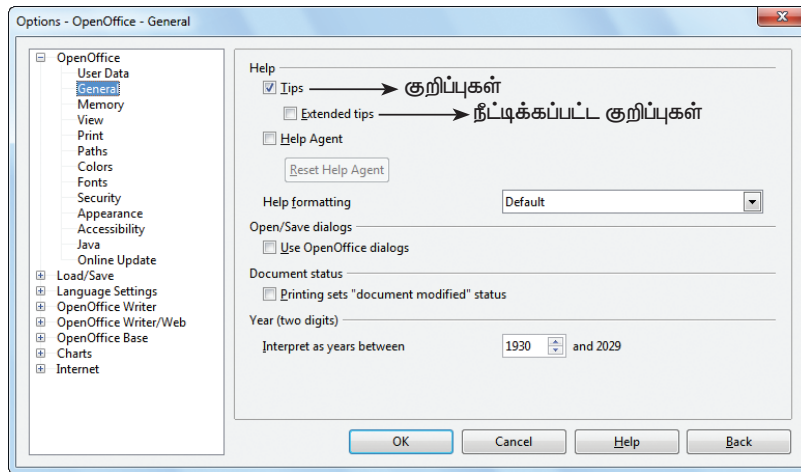 Options - OpenOffice - General
OpenOffice
User Data
General
Memory
View
Print
Paths
Colors
Fonts
Security
Appearance
Accessibility
Java
Online Update
Load/Save
Language Settings
OpenOffice Writer
OpenOffice Writer/Web
OpenOffice Base
Charts
Internet
Help
Tips குறிப்புகள்
Extended tips நீட்டிக்கப்பட்ட குறிப்புகள்
Help Agent
Reset Help Agent
Help formatting Default
Open/Save dialogs
Use OpenOffice dialogs
Document status
Printing sets "document modified" status
Year (two digits)
Interpret as years between 1930 and 2029
OK Cancel Help Back